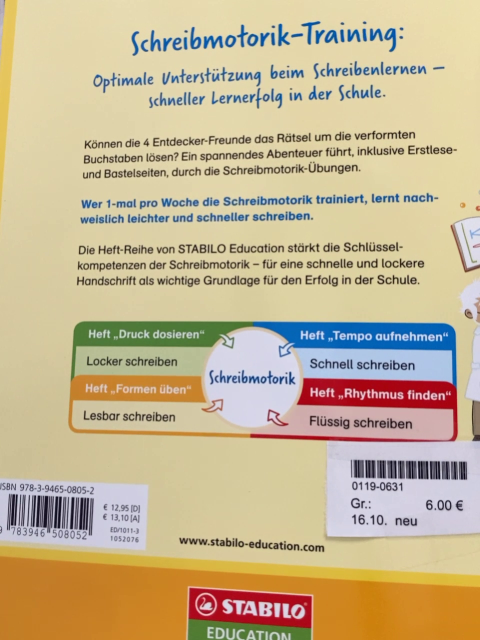 Schreibmotorik-Training:
Optimale Unterstützung beim Schreibenlernen –
schneller Lernerfolg in der Schule.
Können die 4 Entdecker-Freunde das Rätsel um die verformten
Buchstaben lösen? Ein spannendes Abenteuer führt, inklusive Erstlese-
und Bastelseiten, durch die Schreibmotorik-Übungen.
Wer 1-mal pro Woche die Schreibmotorik trainiert, lernt nach-
weislich leichter und schneller schreiben.
Die Heft-Reihe von STABILO Education stärkt die Schlüssel-
kompetenzen der Schreibmotorik – für eine schnelle und lockere
Handschrift als wichtige Grundlage für den Erfolg in der Schule.
Heft „Druck dosieren“
Locker schreiben
Heft „Tempo aufnehmen“
Schnell schreiben
Schreibmotorik
Heft „Formen üben“
Lesbar schreiben
Heft „Rhythmus finden“
Flüssig schreiben
ISBN 978-3-9465-0805-2
€ 12,95 [D]
€ 13,10 [A]
ED/1011-3
1052076
9 783946 508052
0119-0631
Gr.: 6.00 €
16.10. neu
www.stabilo-education.com
STABILO
EDUCATION